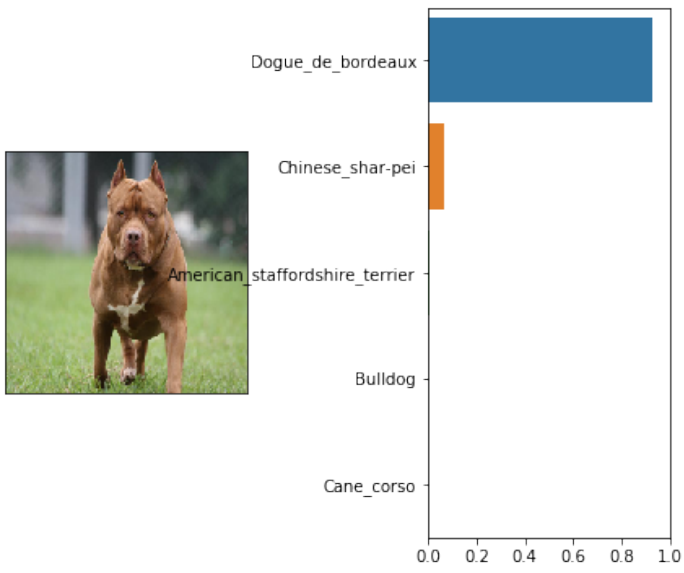 Dogue_de_bordeaux
Chinese_shar-pei
American_staffordshire_terrier
Bulldog
Cane_corso
0.0 0.2 0.4 0.6 0.8 1.0